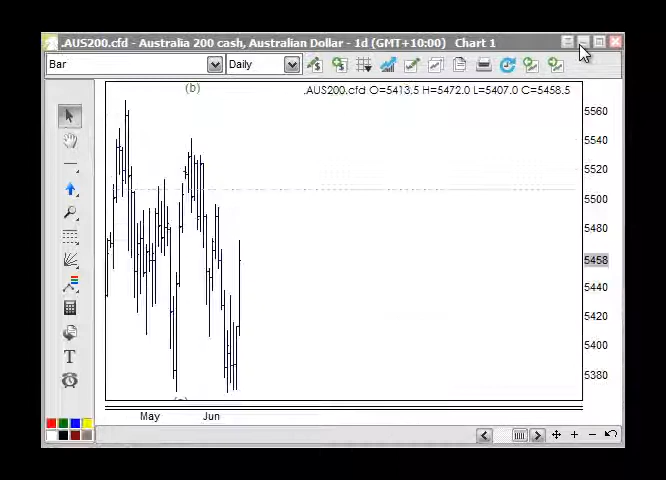 .AUS200.cfd - Australia 200 cash, Australian Dollar - 1d (GMT+10:00) Chart 1
Bar Daily
(b)
.AUS200.cfd O=5413.5 H=5472.0 L=5407.0 C=5458.5
5560
5540
5520
5500
5480
5458
5440
5420
5400
5380
T
May Jun